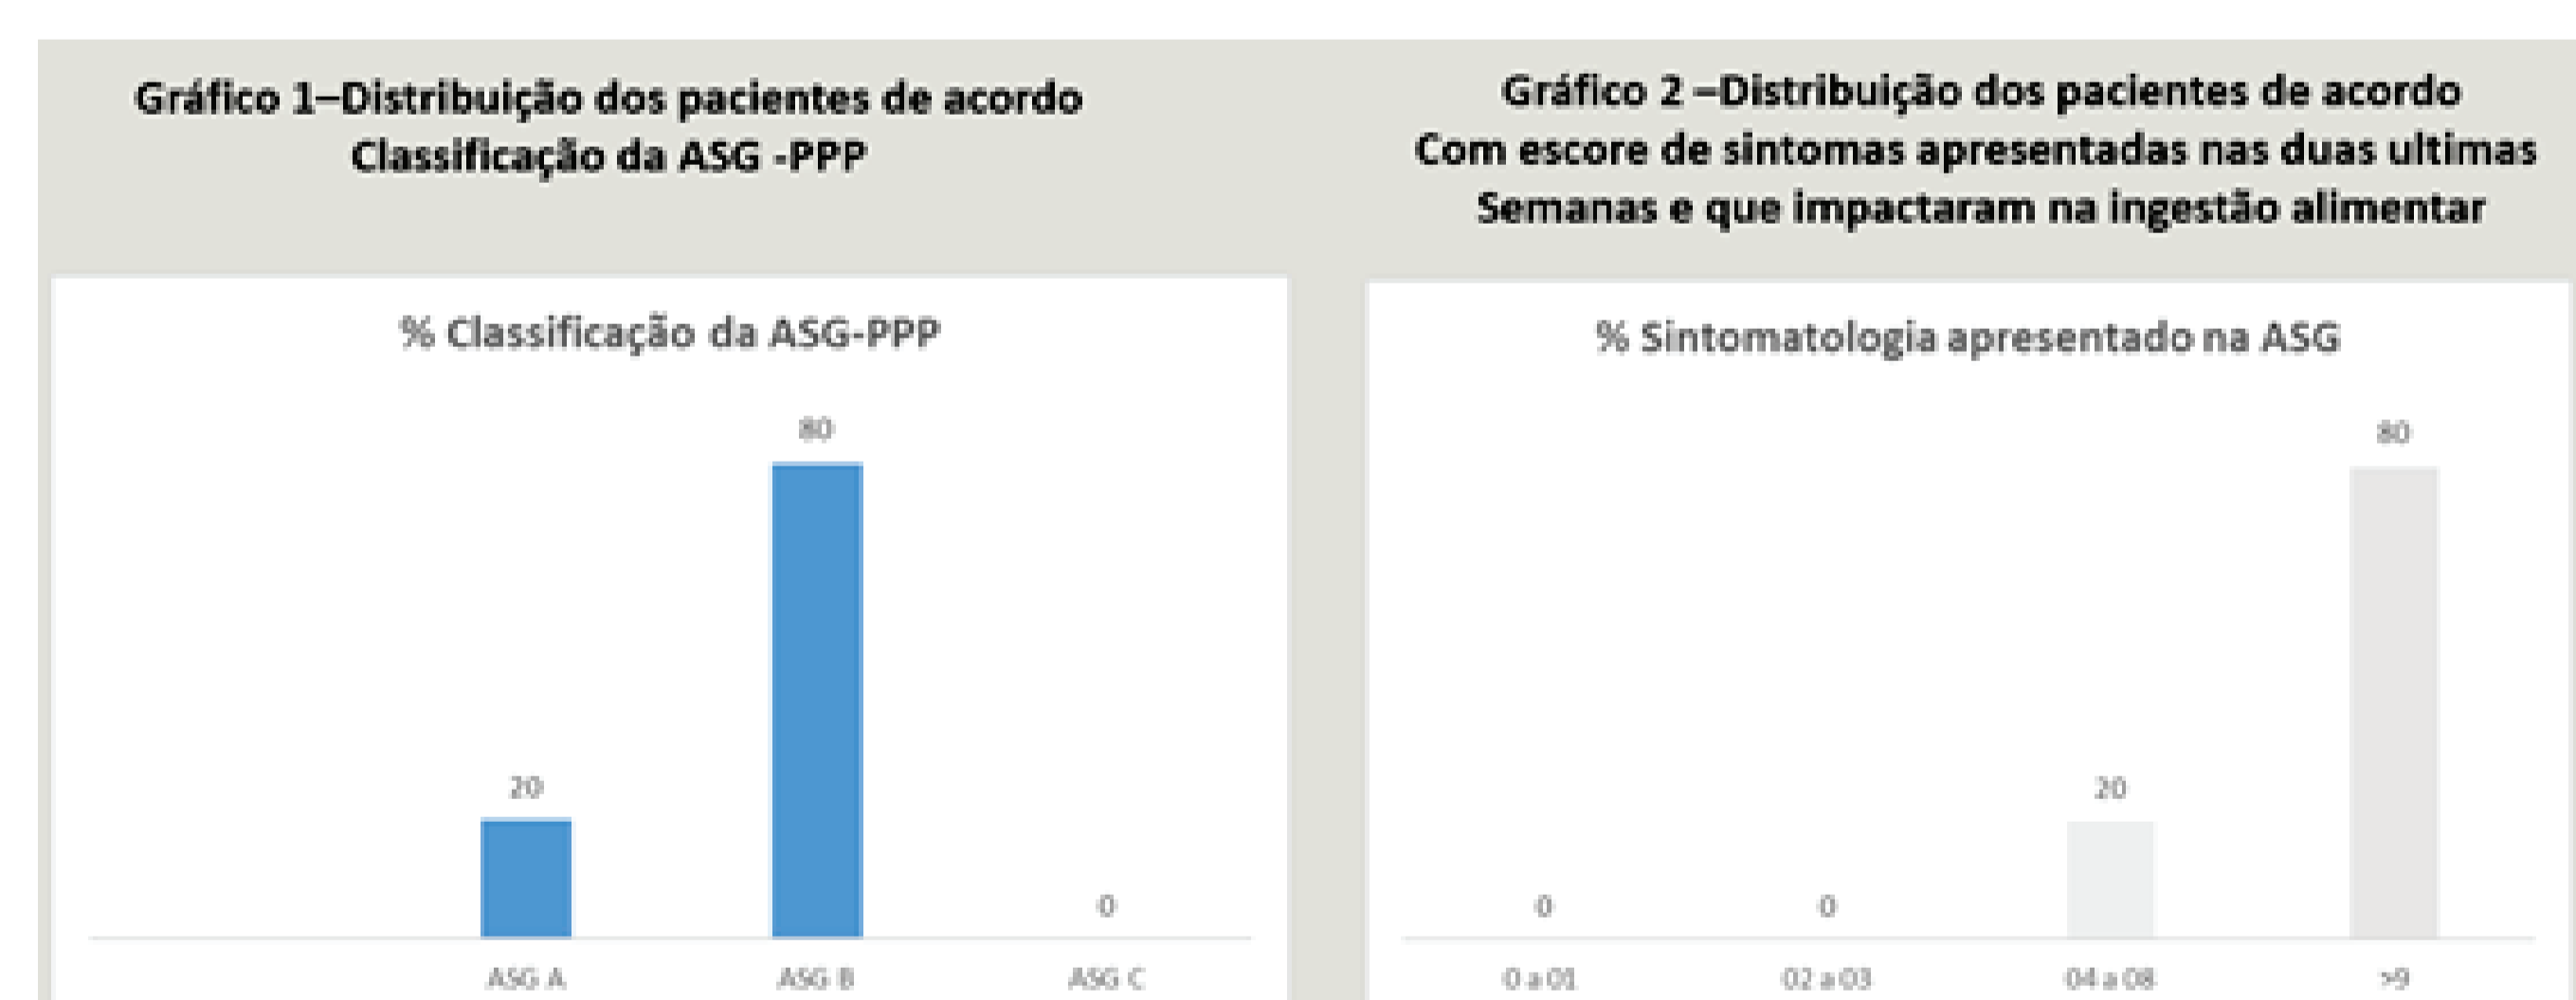 Gráfico 1–Distribuição dos pacientes de acordo
Classificação da ASG -PPP
% Classificação da ASG-PPP
80
20
0
ASG A
ASG B
ASG C
Gráfico 2 –Distribuição dos pacientes de acordo
Com escore de sintomas apresentadas nas duas ultimas
Semanas e que impactaram na ingestão alimentar
% Sintomatologia apresentado na ASG
80
20
0
0
0 a 01
02 a 03
04 a 08
>9